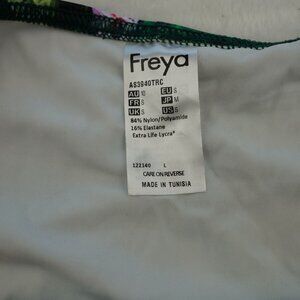 Freya
AS3940TRC
AU 10 EU S
FR S JP M
UK S US S
84% Nylon/Polyamide
16% Elastane
Extra Life Lycra®
122140 L
CARE ON REVERSE
MADE IN TUNISIA